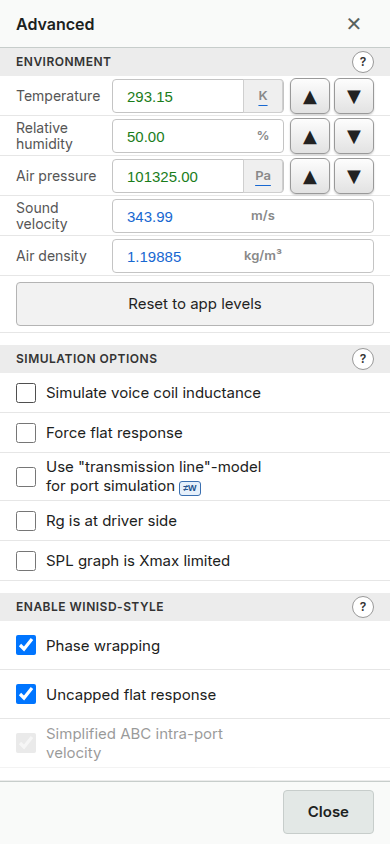 Advanced ✕
ENVIRONMENT ?
Temperature 293.15 K ▲ ▼
Relative
humidity 50.00 % ▲ ▼
Air pressure 101325.00 Pa ▲ ▼
Sound
velocity 343.99 m/s
Air density 1.19885 kg/m³
Reset to app levels
SIMULATION OPTIONS ?
Simulate voice coil inductance
Force flat response
Use "transmission line"-model
for port simulation ≠W
Rg is at driver side
SPL graph is Xmax limited
ENABLE WINISD-STYLE ?
Phase wrapping
Uncapped flat response
Simplified ABC intra-port
velocity
Close